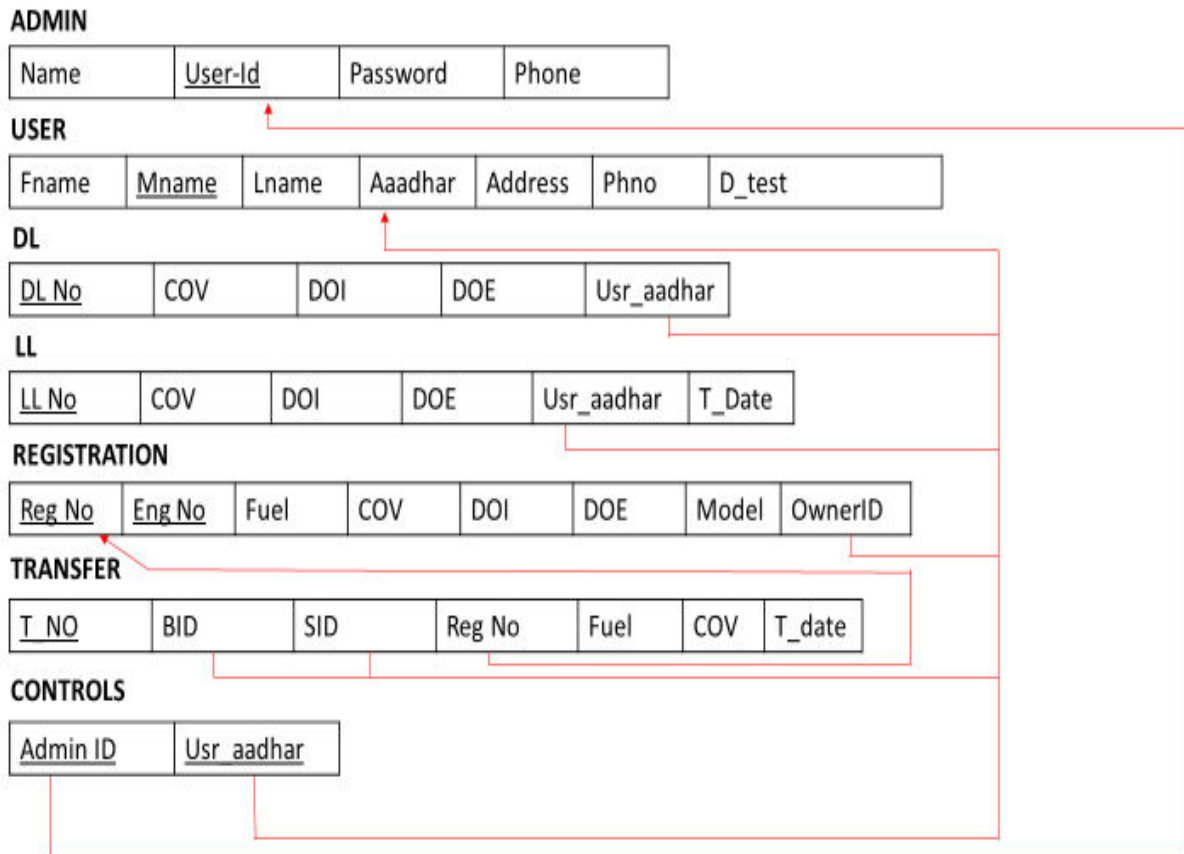 ADMIN
Name User-Id Password Phone
USER
Fname Mname Lname Aaadhar Address Phno D_test
DL
DL No COV DOI DOE Usr_aadhar
LL
LL No COV DOI DOE Usr_aadhar T_Date
REGISTRATION
Reg No Eng No Fuel COV DOI DOE Model OwnerID
TRANSFER
T_NO BID SID Reg No Fuel COV T_date
CONTROLS
Admin ID Usr_aadhar